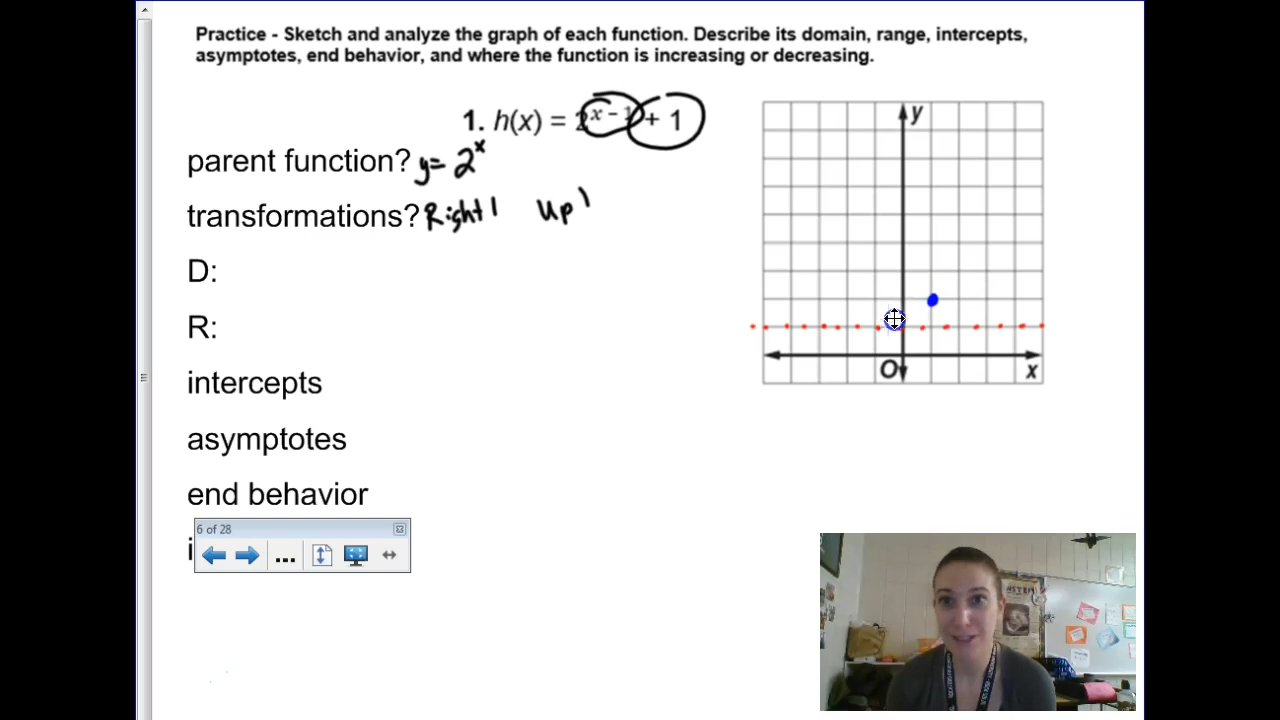 Practice - Sketch and analyze the graph of each function. Describe its domain, range, intercepts,
asymptotes, end behavior, and where the function is increasing or decreasing.
1. h(x) = 2^{x – 1} + 1
parent function? y = 2^x
transformations? Right 1 Up 1
D:
R:
intercepts
asymptotes
end behavior
6 of 28
...
y
O
x